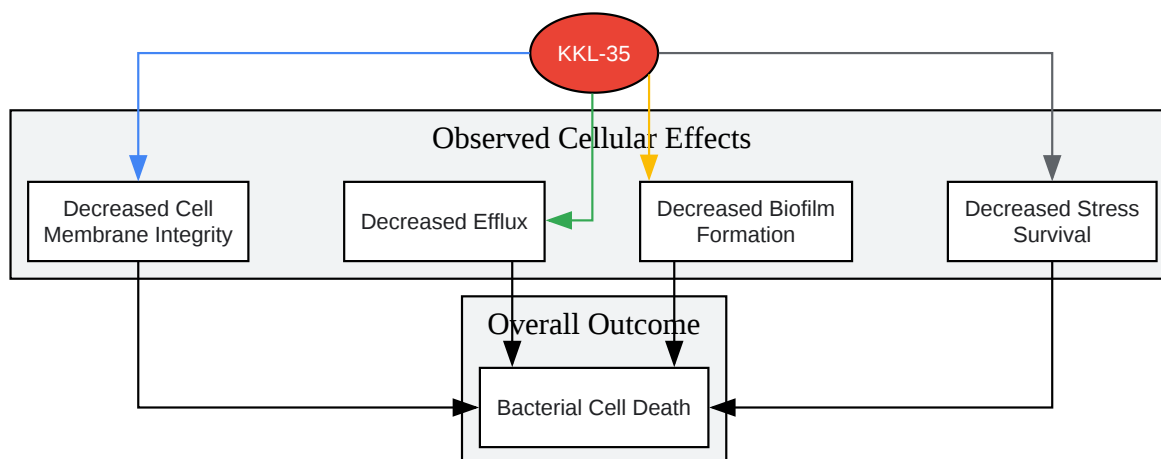 KKL-35
Observed Cellular Effects
Decreased Cell
Membrane Integrity
Decreased Efflux
Decreased Biofilm
Formation
Decreased Stress
Survival
Overall Outcome
Bacterial Cell Death